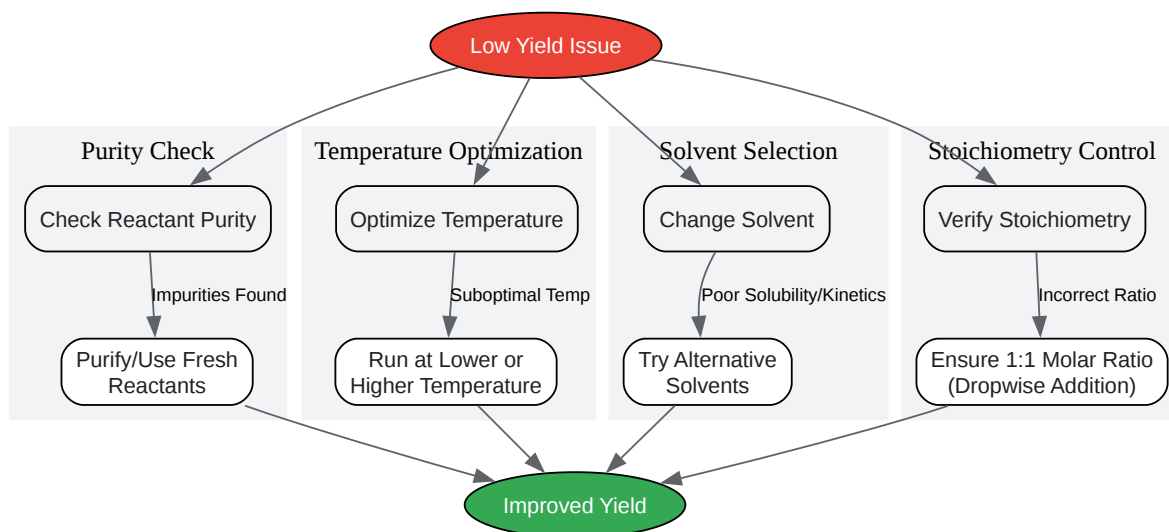 Low Yield Issue
Purity Check
Temperature Optimization
Solvent Selection
Stoichiometry Control
Check Reactant Purity
Optimize Temperature
Change Solvent
Verify Stoichiometry
Impurities Found
Suboptimal Temp
Poor Solubility/Kinetics
Incorrect Ratio
Purify/Use Fresh
Reactants
Run at Lower or
Higher Temperature
Try Alternative
Solvents
Ensure 1:1 Molar Ratio
(Dropwise Addition)
Improved Yield